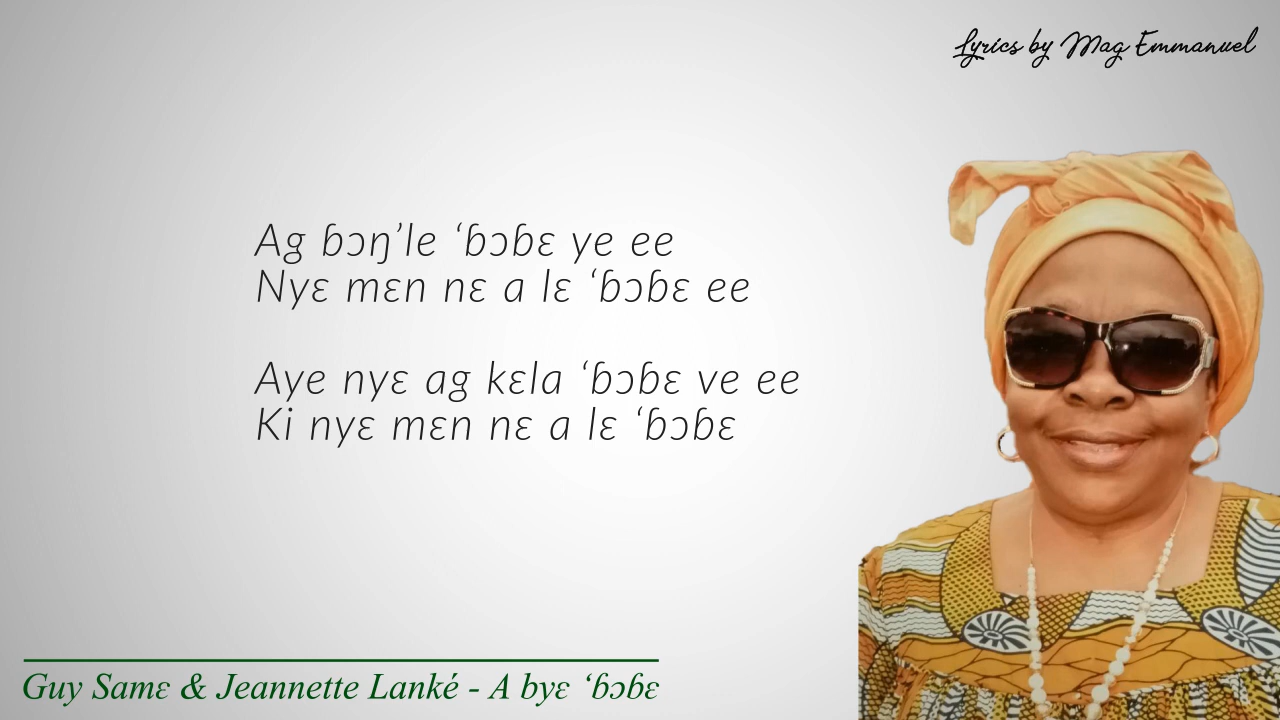 Lyrics by Mag Emmanuel
Ag ɓɔŋ’le ‘ɓɔɓɛ ye ee
Nyɛ mɛn nɛ a lɛ ‘ɓɔɓɛ ee
Aye nyɛ ag kɛla ‘ɓɔɓɛ ve ee
Ki nyɛ mɛn nɛ a lɛ ‘ɓɔɓɛ
Guy Samɛ & Jeannette Lanké - A byɛ ‘ɓɔɓɛ